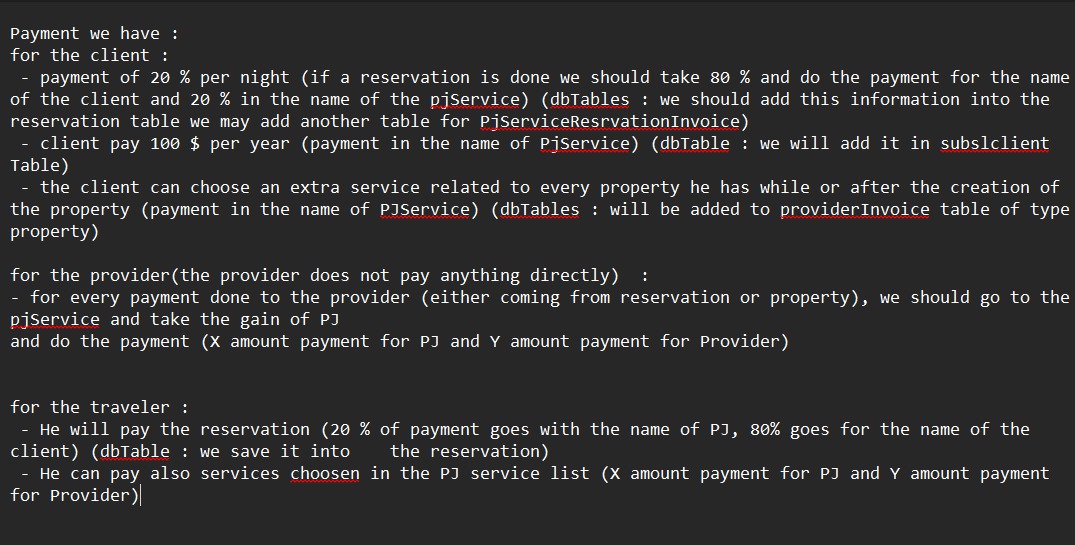 Payment we have :
for the client :
 - payment of 20 % per night (if a reservation is done we should take 80 % and do the payment for the name
of the client and 20 % in the name of the pjService) (dbTables : we should add this information into the
reservation table we may add another table for PjServiceResrvationInvoice)
 - client pay 100 $ per year (payment in the name of PjService) (dbTable : we will add it in subslclient
Table)
 - the client can choose an extra service related to every property he has while or after the creation of
the property (payment in the name of PJService) (dbTables : will be added to providerInvoice table of type
property)
for the provider(the provider does not pay anything directly)  :
- for every payment done to the provider (either coming from reservation or property), we should go to the
pjService and take the gain of PJ
and do the payment (X amount payment for PJ and Y amount payment for Provider)
for the traveler :
 - He will pay the reservation (20 % of payment goes with the name of PJ, 80% goes for the name of the
client) (dbTable : we save it into    the reservation)
 - He can pay also services choosen in the PJ service list (X amount payment for PJ and Y amount payment
for Provider)